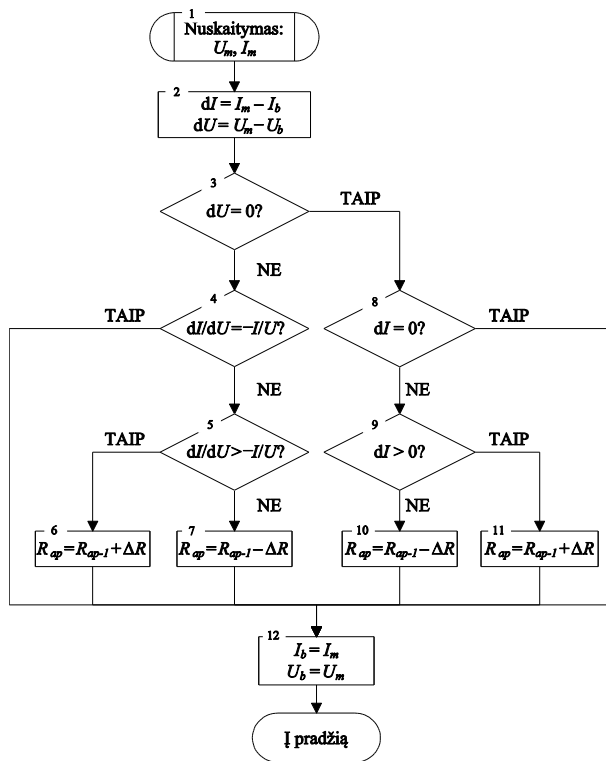 1
Nuskaitymas:
U_m, I_m
2
dI = I_m − I_b
dU = U_m − U_b
3
dU = 0?
TAIP
NE
4
dI/dU=−I/U?
TAIP
NE
8
dI = 0?
TAIP
NE
5
dI/dU>−I/U?
TAIP
NE
9
dI > 0?
TAIP
NE
6
R_ap=R_ap-1+ΔR
7
R_ap=R_ap-1−ΔR
10
R_ap=R_ap-1−ΔR
11
R_ap=R_ap-1+ΔR
12
I_b = I_m
U_b = U_m
Į pradžią